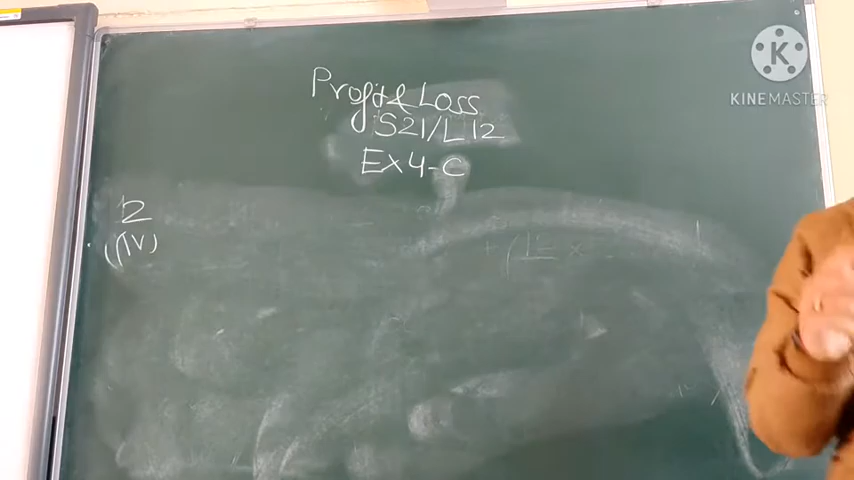 Profit & Loss
S21/L12
Ex 4-C
2
(iv)
K
KINEMASTER